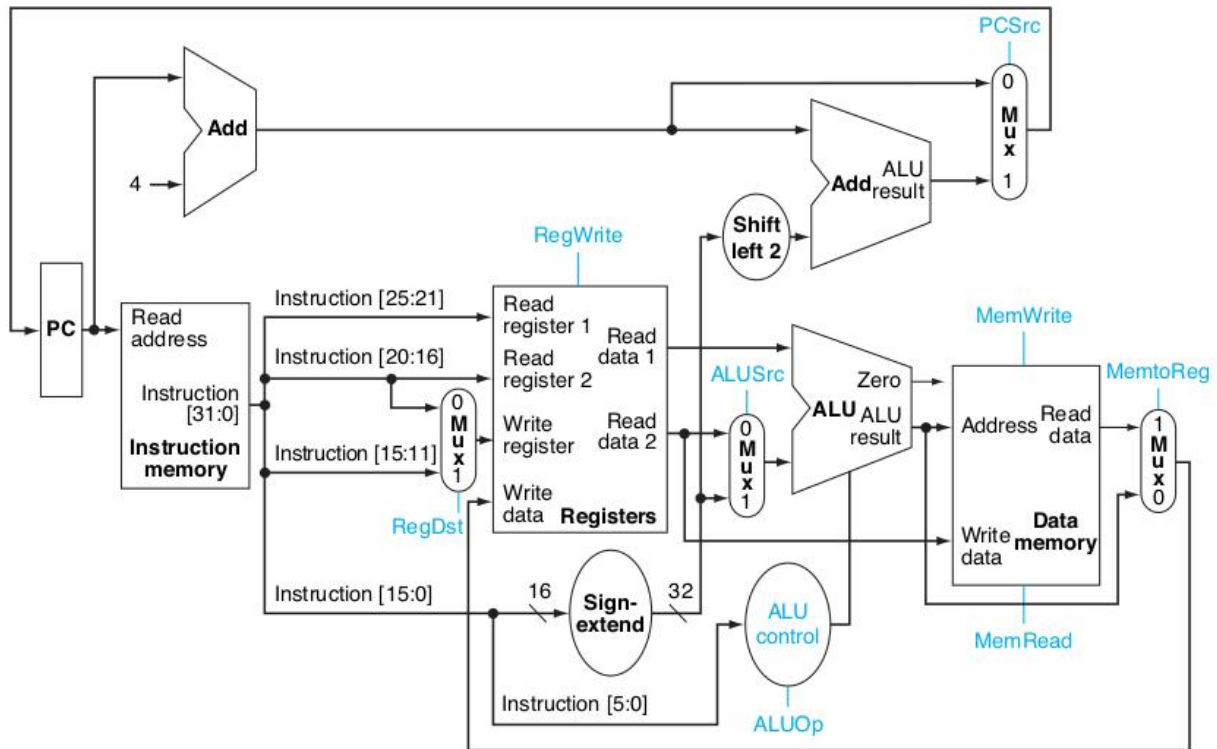 PCSrc
0
M
u
x
1
Add
4
Add
ALU
result
Shift
left 2
RegWrite
PC
Read
address
Instruction
[31:0]
Instruction
memory
Instruction [25:21]
Instruction [20:16]
Instruction [15:11]
0
M
u
x
1
RegDst
Read
register 1
Read
register 2
Write
register
Write
data
Read
data 1
Read
data 2
Registers
ALUSrc
0
M
u
x
1
Zero
ALU
ALU
result
MemWrite
Address
Read
data
Write
data
Data
memory
MemRead
MemtoReg
1
M
u
x
0
Instruction [15:0]
16
Sign-
extend
32
ALU
control
Instruction [5:0]
ALUOp